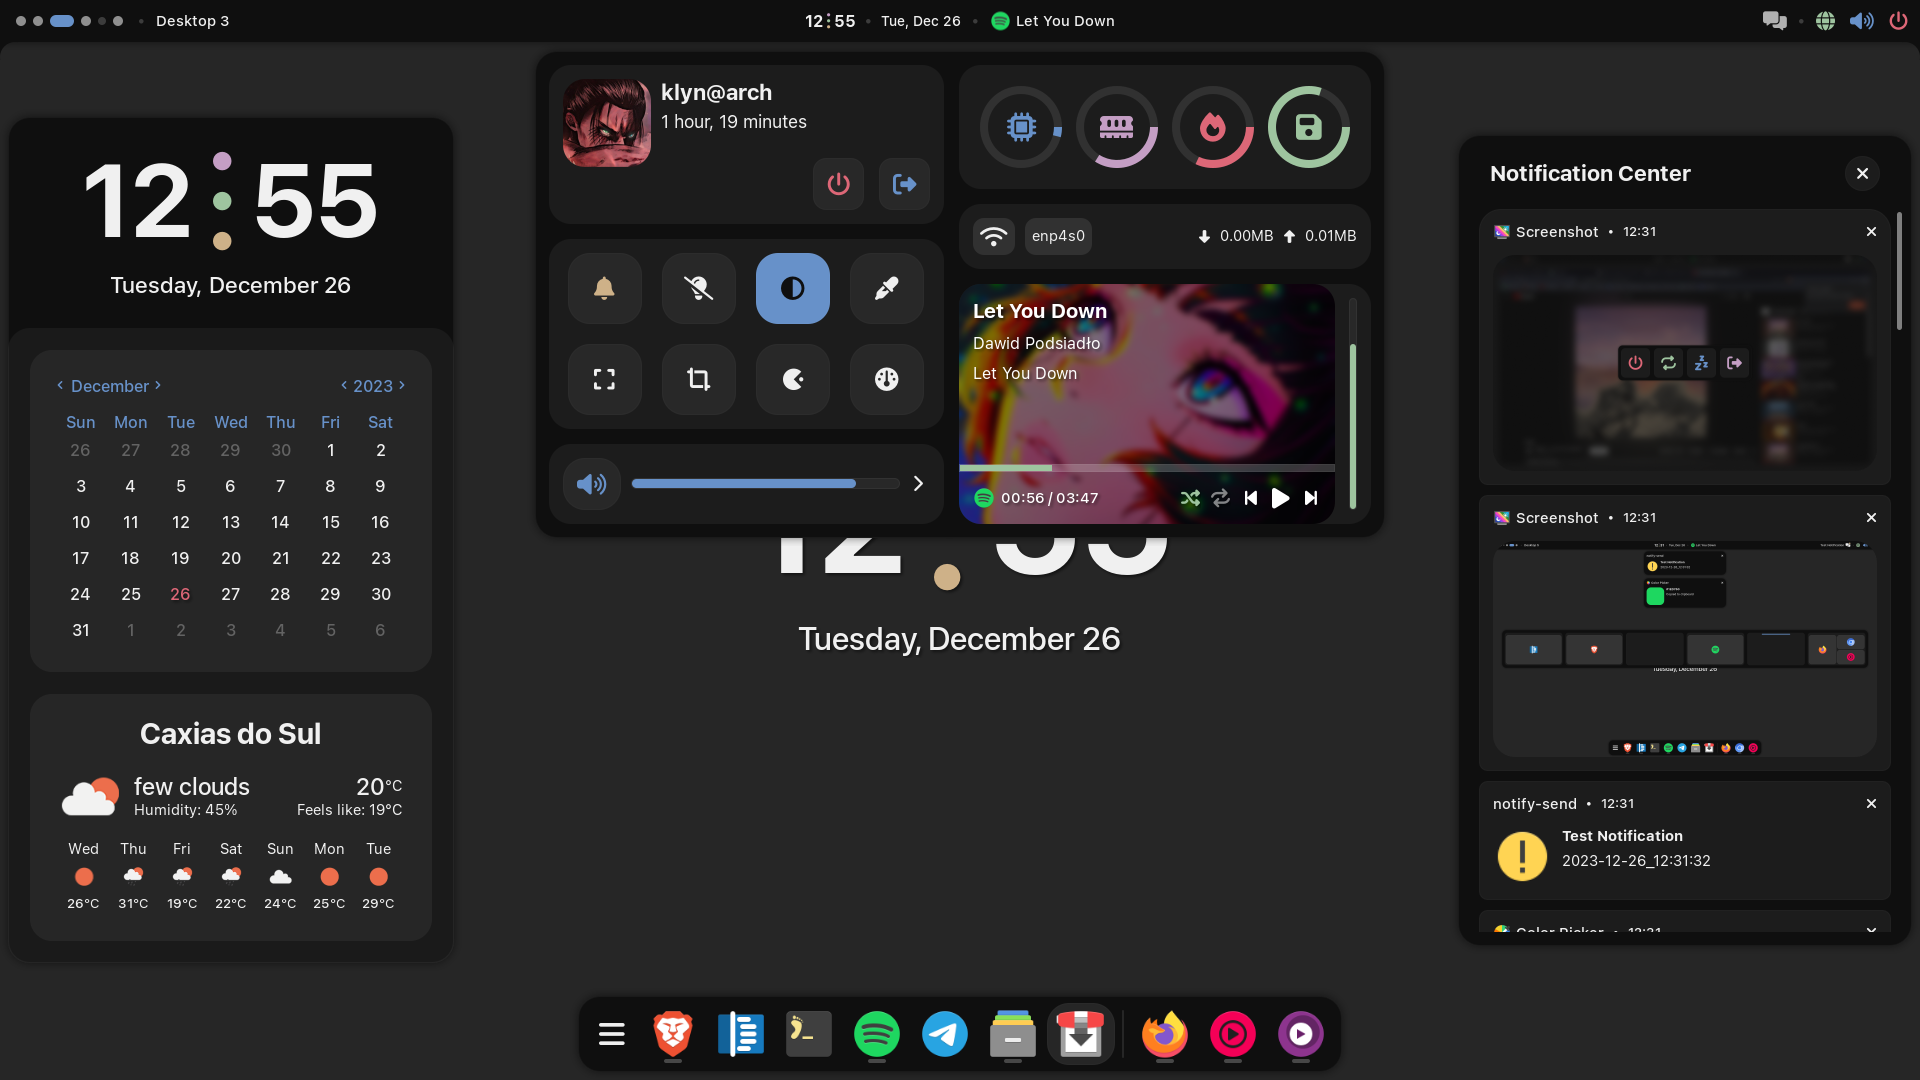 Desktop 3
12:55 • Tue, Dec 26 • Let You Down
12:55
Tuesday, December 26
‹ December › ‹ 2023 ›
Sun Mon Tue Wed Thu Fri Sat
26 27 28 29 30 1 2
3 4 5 6 7 8 9
10 11 12 13 14 15 16
17 18 19 20 21 22 23
24 25 26 27 28 29 30
31 1 2 3 4 5 6
Caxias do Sul
few clouds 20°C
Humidity: 45% Feels like: 19°C
Wed Thu Fri Sat Sun Mon Tue
26°C 31°C 19°C 22°C 24°C 25°C 29°C
klyn@arch
1 hour, 19 minutes
enp4s0 0.00MB 0.01MB
Let You Down
Dawid Podsiadło
Let You Down
00:56 / 03:47
12:55
Tuesday, December 26
Notification Center
Screenshot • 12:31
Screenshot • 12:31
Tuesday, December 26
notify-send • 12:31
Test Notification
2023-12-26_12:31:32
Color Picker • 12:31